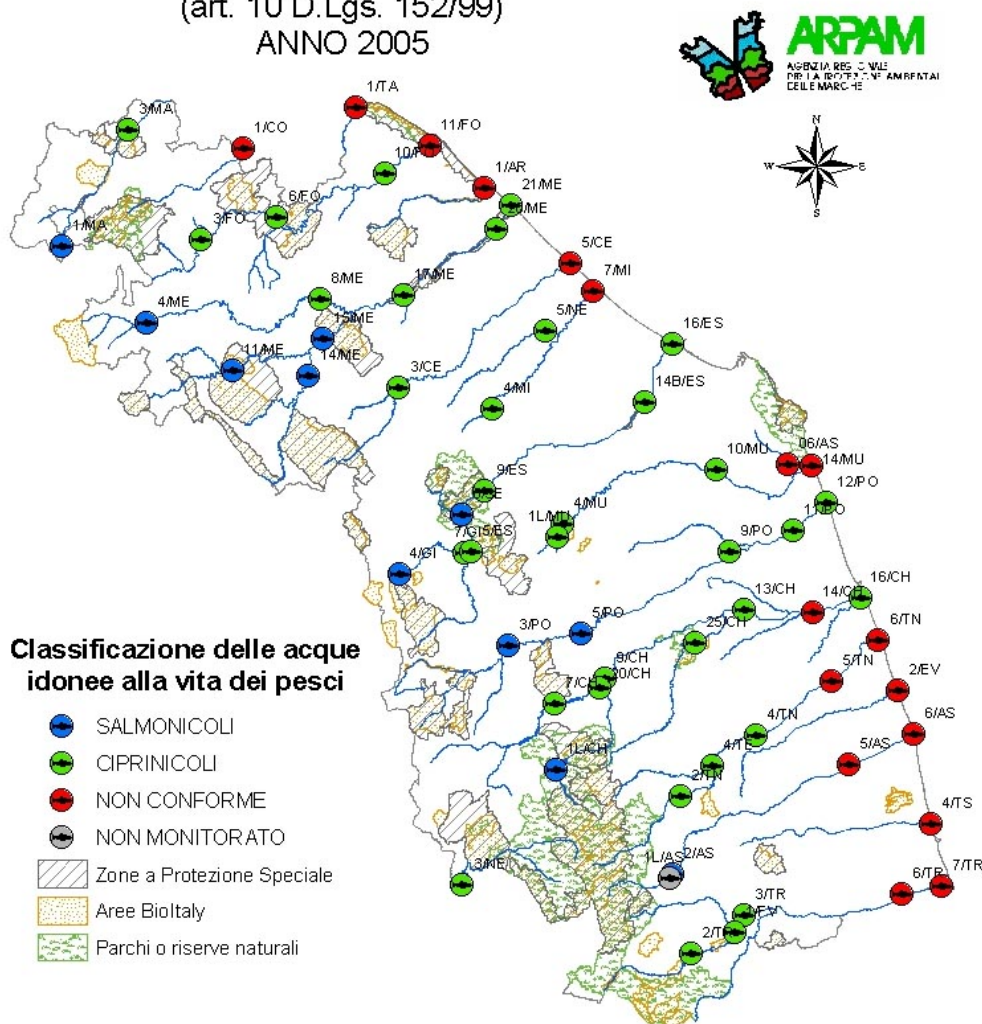 (art. 10 D.Lgs. 152/99)
ANNO 2005
ARPAM
AGENZIA REGIONALE
PER LA PROTEZIONE AMBIENTALE
DELLE MARCHE
N
W
E
S
3/MA
1/CO
1/TA
11/FO
1/AR
21/ME
6/FO
3/FO
1/MA
5/CE
7/MI
8/ME
17/ME
4/ME
15/ME
5/NE
16/ES
11/ME
14/ME
3/CE
4/MI
14B/ES
10/MU
06/AS
14/MU
9/ES
12/PO
4/MU
1L/MU
11/PO
7/GI
5/ES
9/PO
4/GI
13/CH
14/CH
16/CH
5/PO
3/PO
25/CH
6/TN
9/CH
20/CH
5/TN
2/EV
7/CH
4/TN
6/AS
1L/CH
4/TE
5/AS
2/TN
4/TS
1L/AS
2/AS
3/NE
6/TR
7/TR
3/TR
1/EV
2/TR
Classificazione delle acque
idonee alla vita dei pesci
SALMONICOLI
CIPRINICOLI
NON CONFORME
NON MONITORATO
Zone a Protezione Speciale
Aree BioItaly
Parchi o riserve naturali